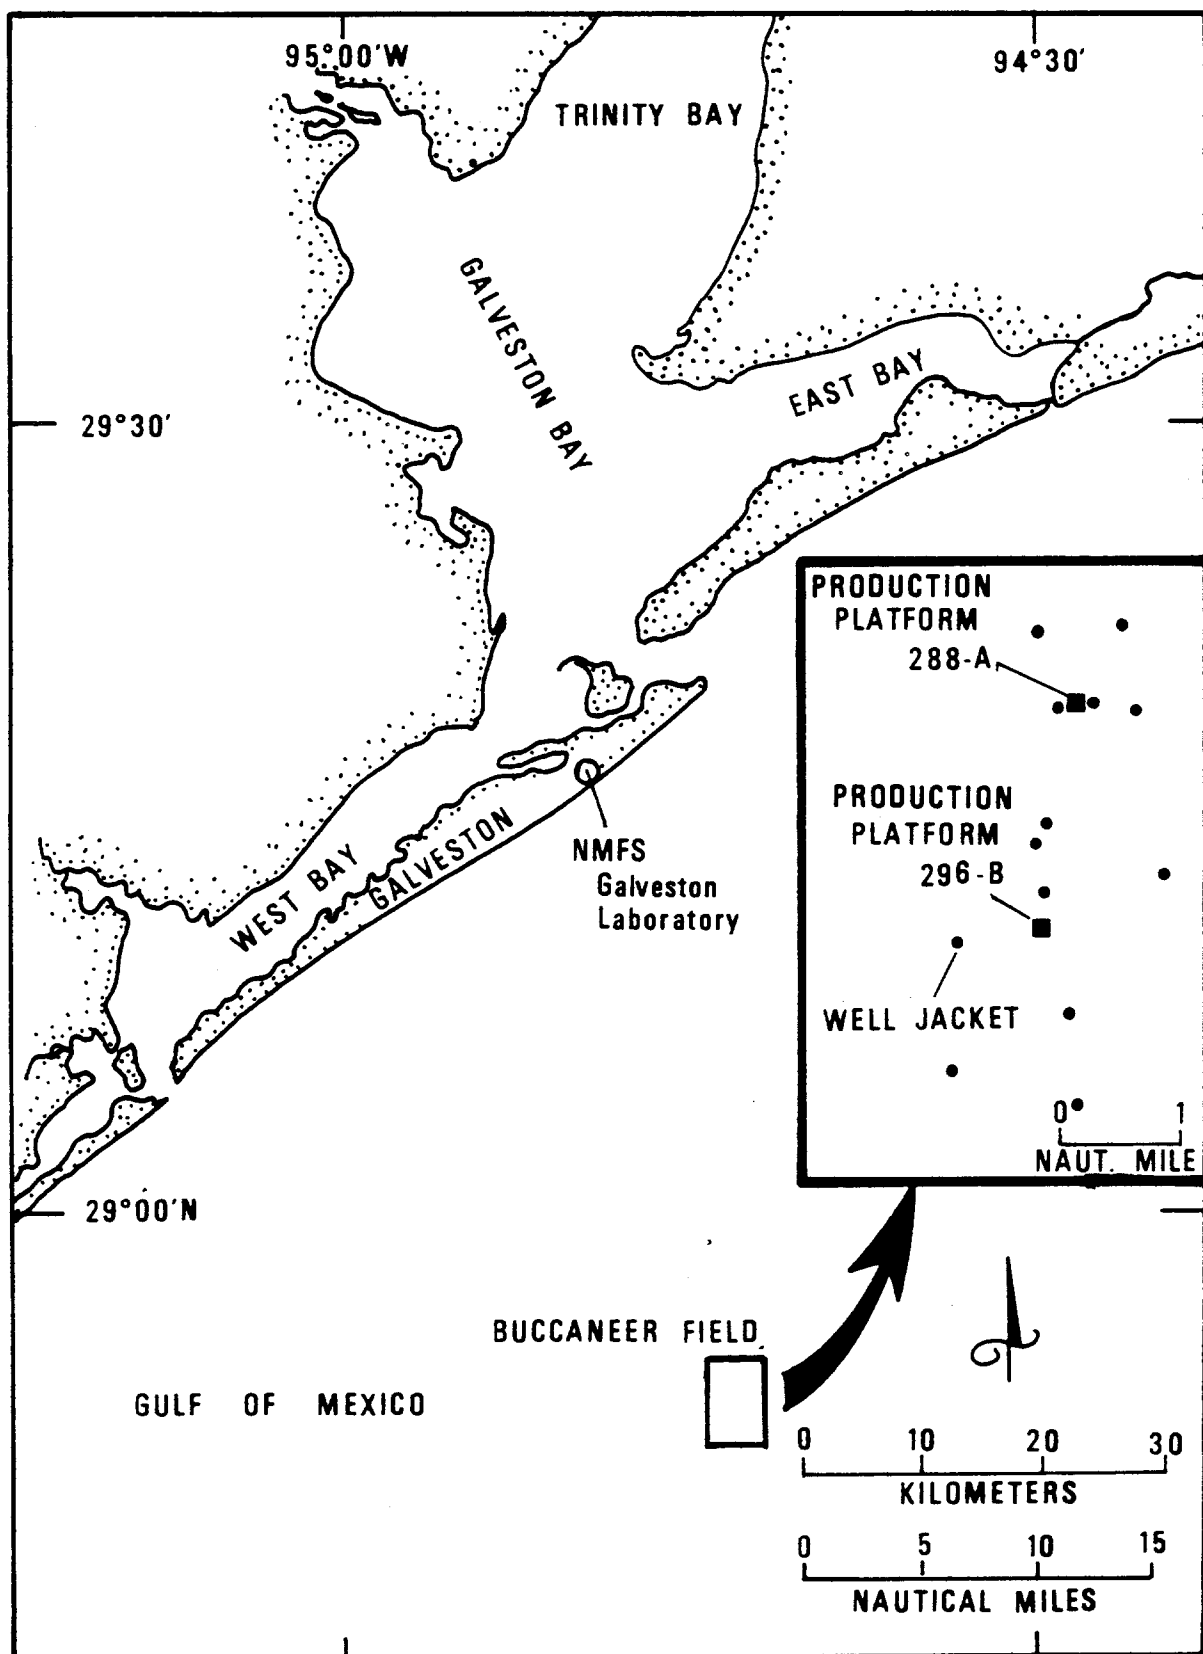 95°00'W
94°30'
TRINITY BAY
GALVESTON BAY
EAST BAY
29°30'
PRODUCTION
PLATFORM
288-A
PRODUCTION
PLATFORM
296-B
WELL JACKET
0 1
NAUT. MILE
NMFS
Galveston
Laboratory
GALVESTON
WEST BAY
29°00'N
BUCCANEER FIELD
GULF OF MEXICO
0 10 20 30
KILOMETERS
0 5 10 15
NAUTICAL MILES